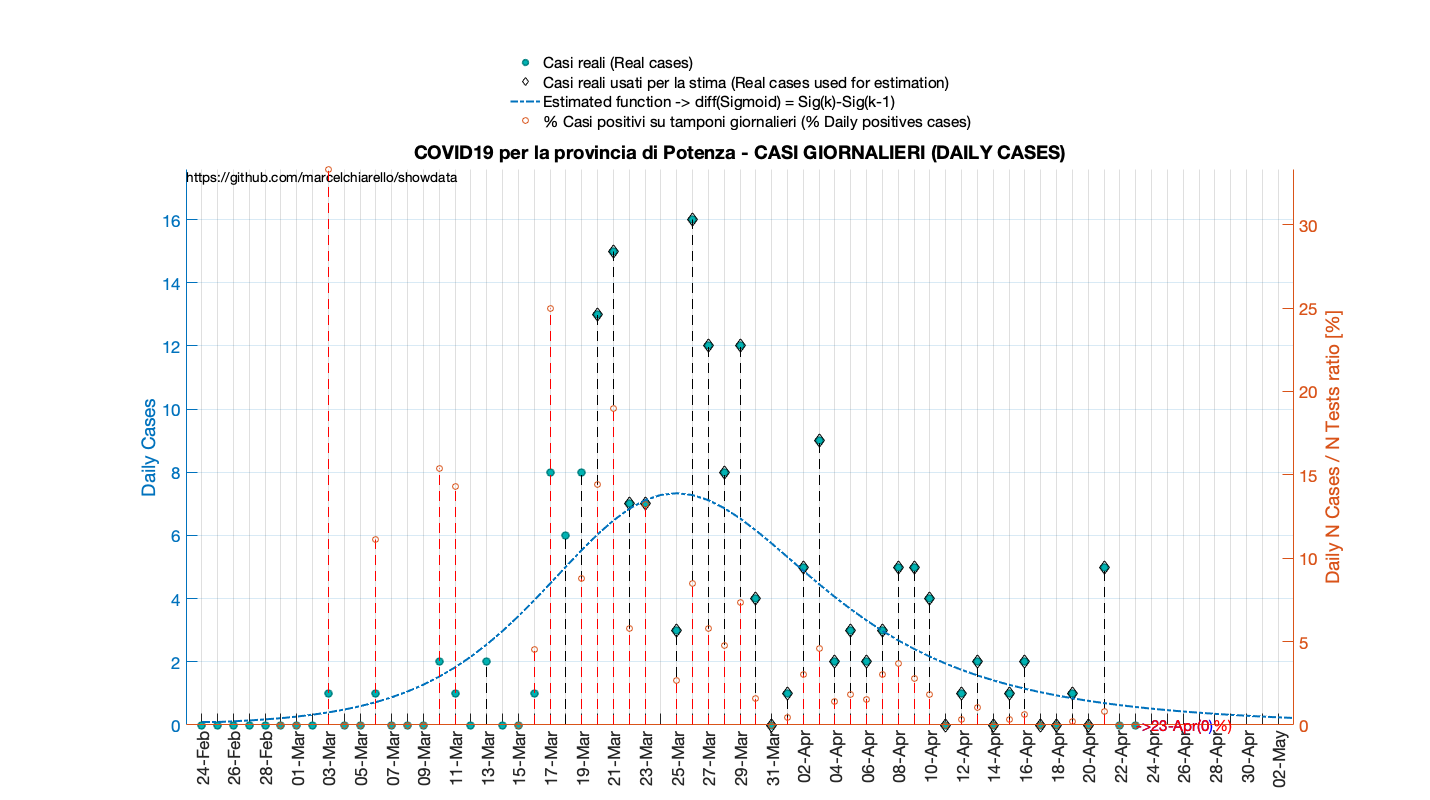 Casi reali (Real cases)
Casi reali usati per la stima (Real cases used for estimation)
Estimated function -> diff(Sigmoid) = Sig(k)-Sig(k-1)
% Casi positivi su tamponi giornalieri (% Daily positives cases)
COVID19 per la provincia di Potenza - CASI GIORNALIERI (DAILY CASES)
https://github.com/marcelchiarello/showdata
Daily Cases
16
14
12
10
8
6
4
2
0
30
25
20
15
10
5
0
Daily N Cases / N Tests ratio [%]
->23-Apr(0%)
24-Feb
26-Feb
28-Feb
01-Mar
03-Mar
05-Mar
07-Mar
09-Mar
11-Mar
13-Mar
15-Mar
17-Mar
19-Mar
21-Mar
23-Mar
25-Mar
27-Mar
29-Mar
31-Mar
02-Apr
04-Apr
06-Apr
08-Apr
10-Apr
12-Apr
14-Apr
16-Apr
18-Apr
20-Apr
22-Apr
24-Apr
26-Apr
28-Apr
30-Apr
02-May